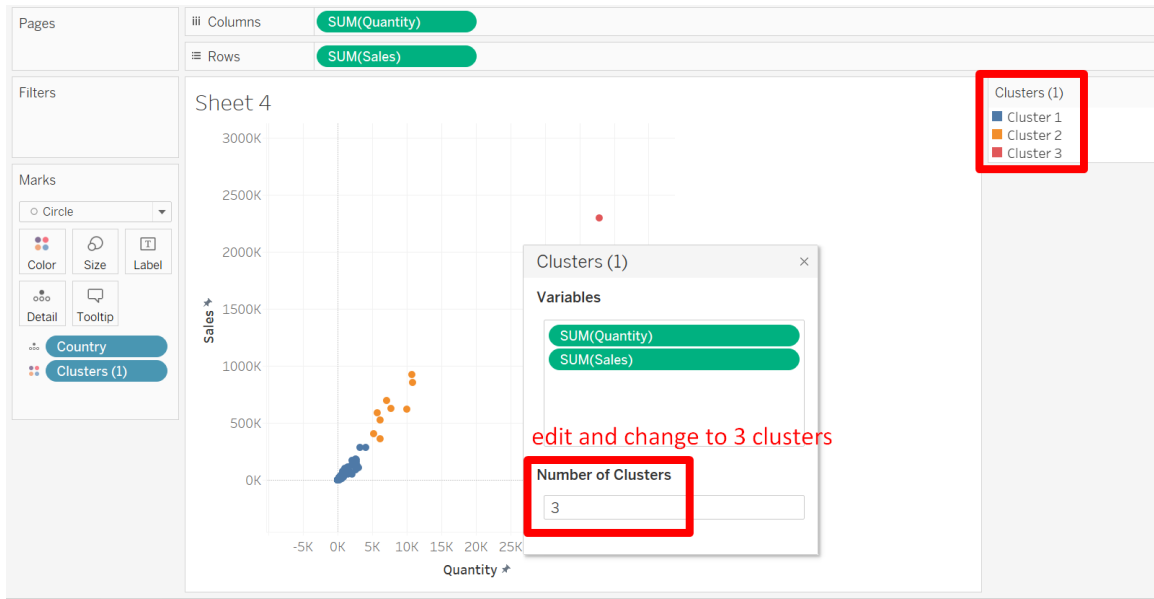 Pages
iii Columns
SUM(Quantity)
Rows
SUM(Sales)
Filters
Marks
Circle
Color
Size
Label
Detail
Tooltip
Country
Clusters (1)
Sheet 4
3000K
2500K
2000K
1500K
1000K
500K
0K
Sales
-5K 0K 5K 10K 15K 20K 25K
Quantity
Clusters (1)
Variables
SUM(Quantity)
SUM(Sales)
edit and change to 3 clusters
Number of Clusters
3
Clusters (1)
Cluster 1
Cluster 2
Cluster 3